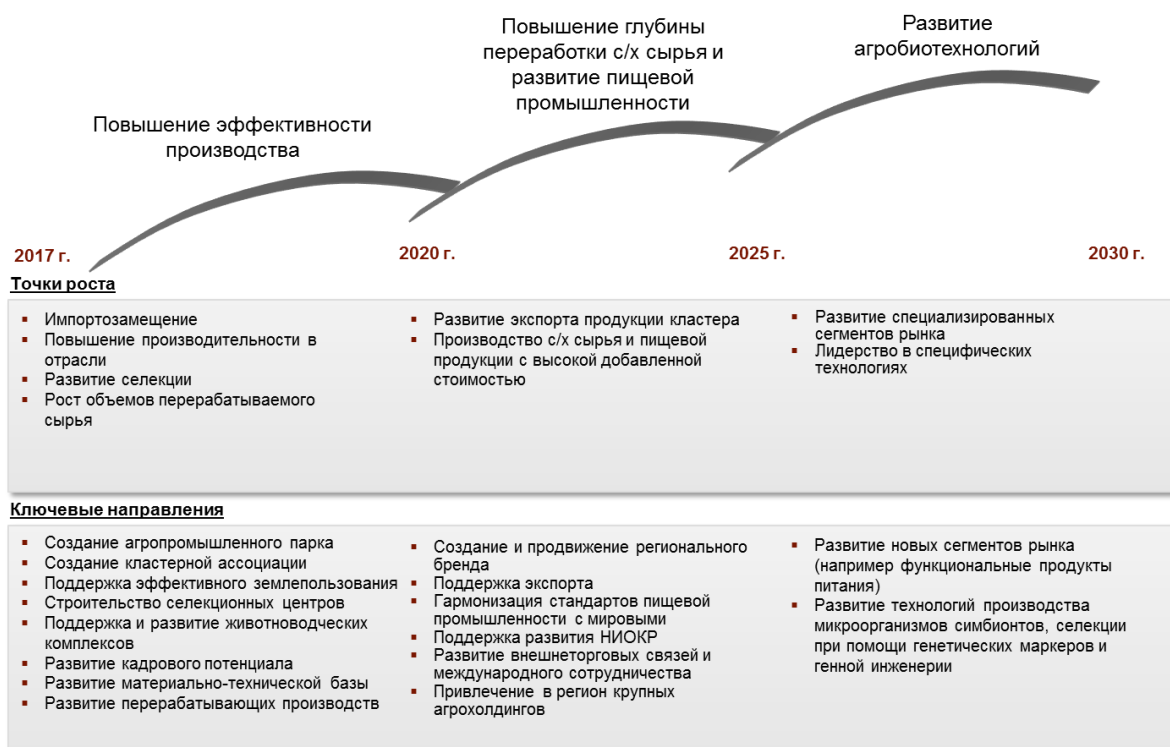 Повышение эффективности
производства
Повышение глубины
переработки с/х сырья и
развитие пищевой
промышленности
Развитие
агробиотехнологий
2017 г.
2020 г.
2025 г.
2030 г.
Точки роста
▪ Импортозамещение
▪ Повышение производительности в
отрасли
▪ Развитие селекции
▪ Рост объемов перерабатываемого
сырья
▪ Развитие экспорта продукции кластера
▪ Производство с/х сырья и пищевой
продукции с высокой добавленной
стоимостью
▪ Развитие специализированных
сегментов рынка
▪ Лидерство в специфических
технологиях
Ключевые направления
▪ Создание агропромышленного парка
▪ Создание кластерной ассоциации
▪ Поддержка эффективного землепользования
▪ Строительство селекционных центров
▪ Поддержка и развитие животноводческих
комплексов
▪ Развитие кадрового потенциала
▪ Развитие материально-технической базы
▪ Развитие перерабатывающих производств
▪ Создание и продвижение регионального
бренда
▪ Поддержка экспорта
▪ Гармонизация стандартов пищевой
промышленности с мировыми
▪ Поддержка развития НИОКР
▪ Развитие внешнеторговых связей и
международного сотрудничества
▪ Привлечение в регион крупных
агрохолдингов
▪ Развитие новых сегментов рынка
(например функциональные продукты
питания)
▪ Развитие технологий производства
микроорганизмов симбионтов, селекции
при помощи генетических маркеров и
генной инженерии